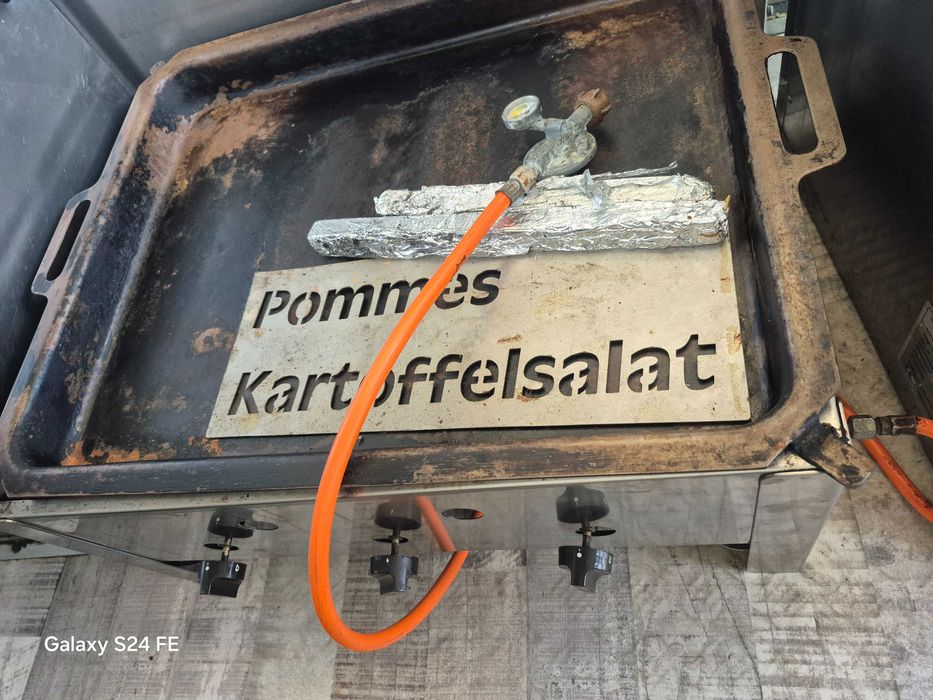 Pommes
Kartoffelsalat
Galaxy S24 FE